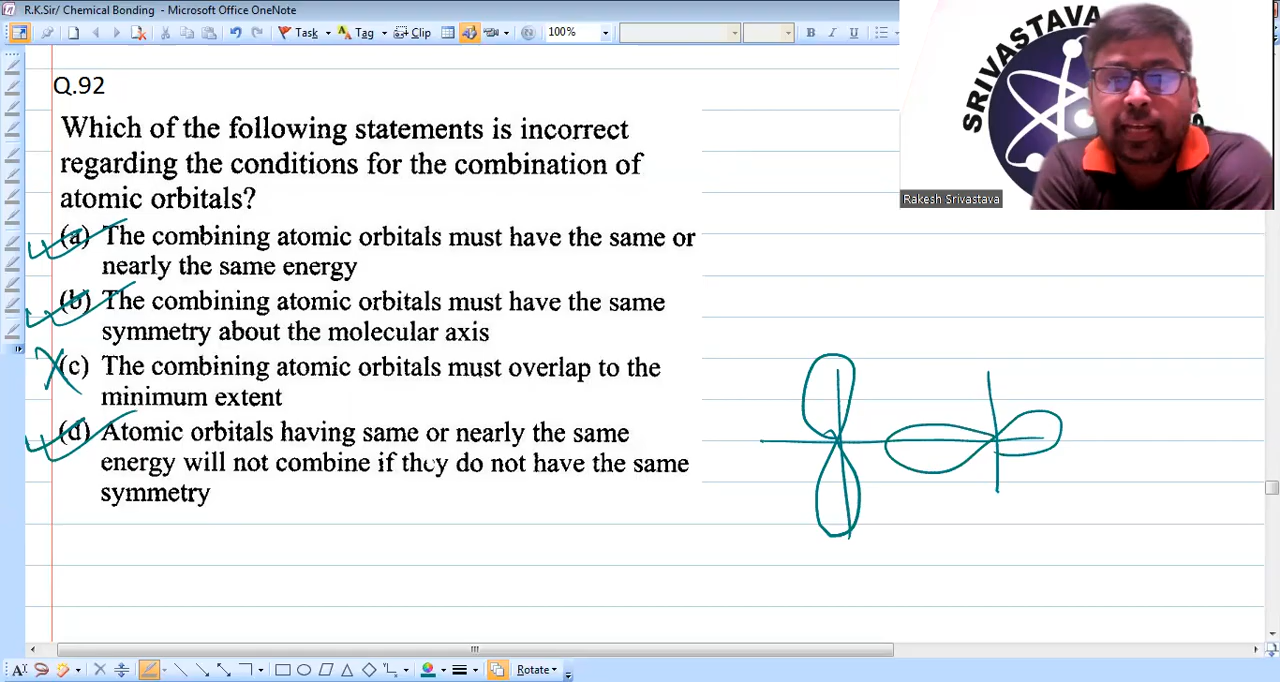 R.K.Sir/ Chemical Bonding - Microsoft Office OneNote
Task
Tag
Clip
100%
B I U
SRIVASTAVA
S
Rakesh Srivastava
Q.92
Which of the following statements is incorrect
regarding the conditions for the combination of
atomic orbitals?
(a) The combining atomic orbitals must have the same or
nearly the same energy
(b) The combining atomic orbitals must have the same
symmetry about the molecular axis
(c) The combining atomic orbitals must overlap to the
minimum extent
(d) Atomic orbitals having same or nearly the same
energy will not combine if they do not have the same
symmetry
Rotate